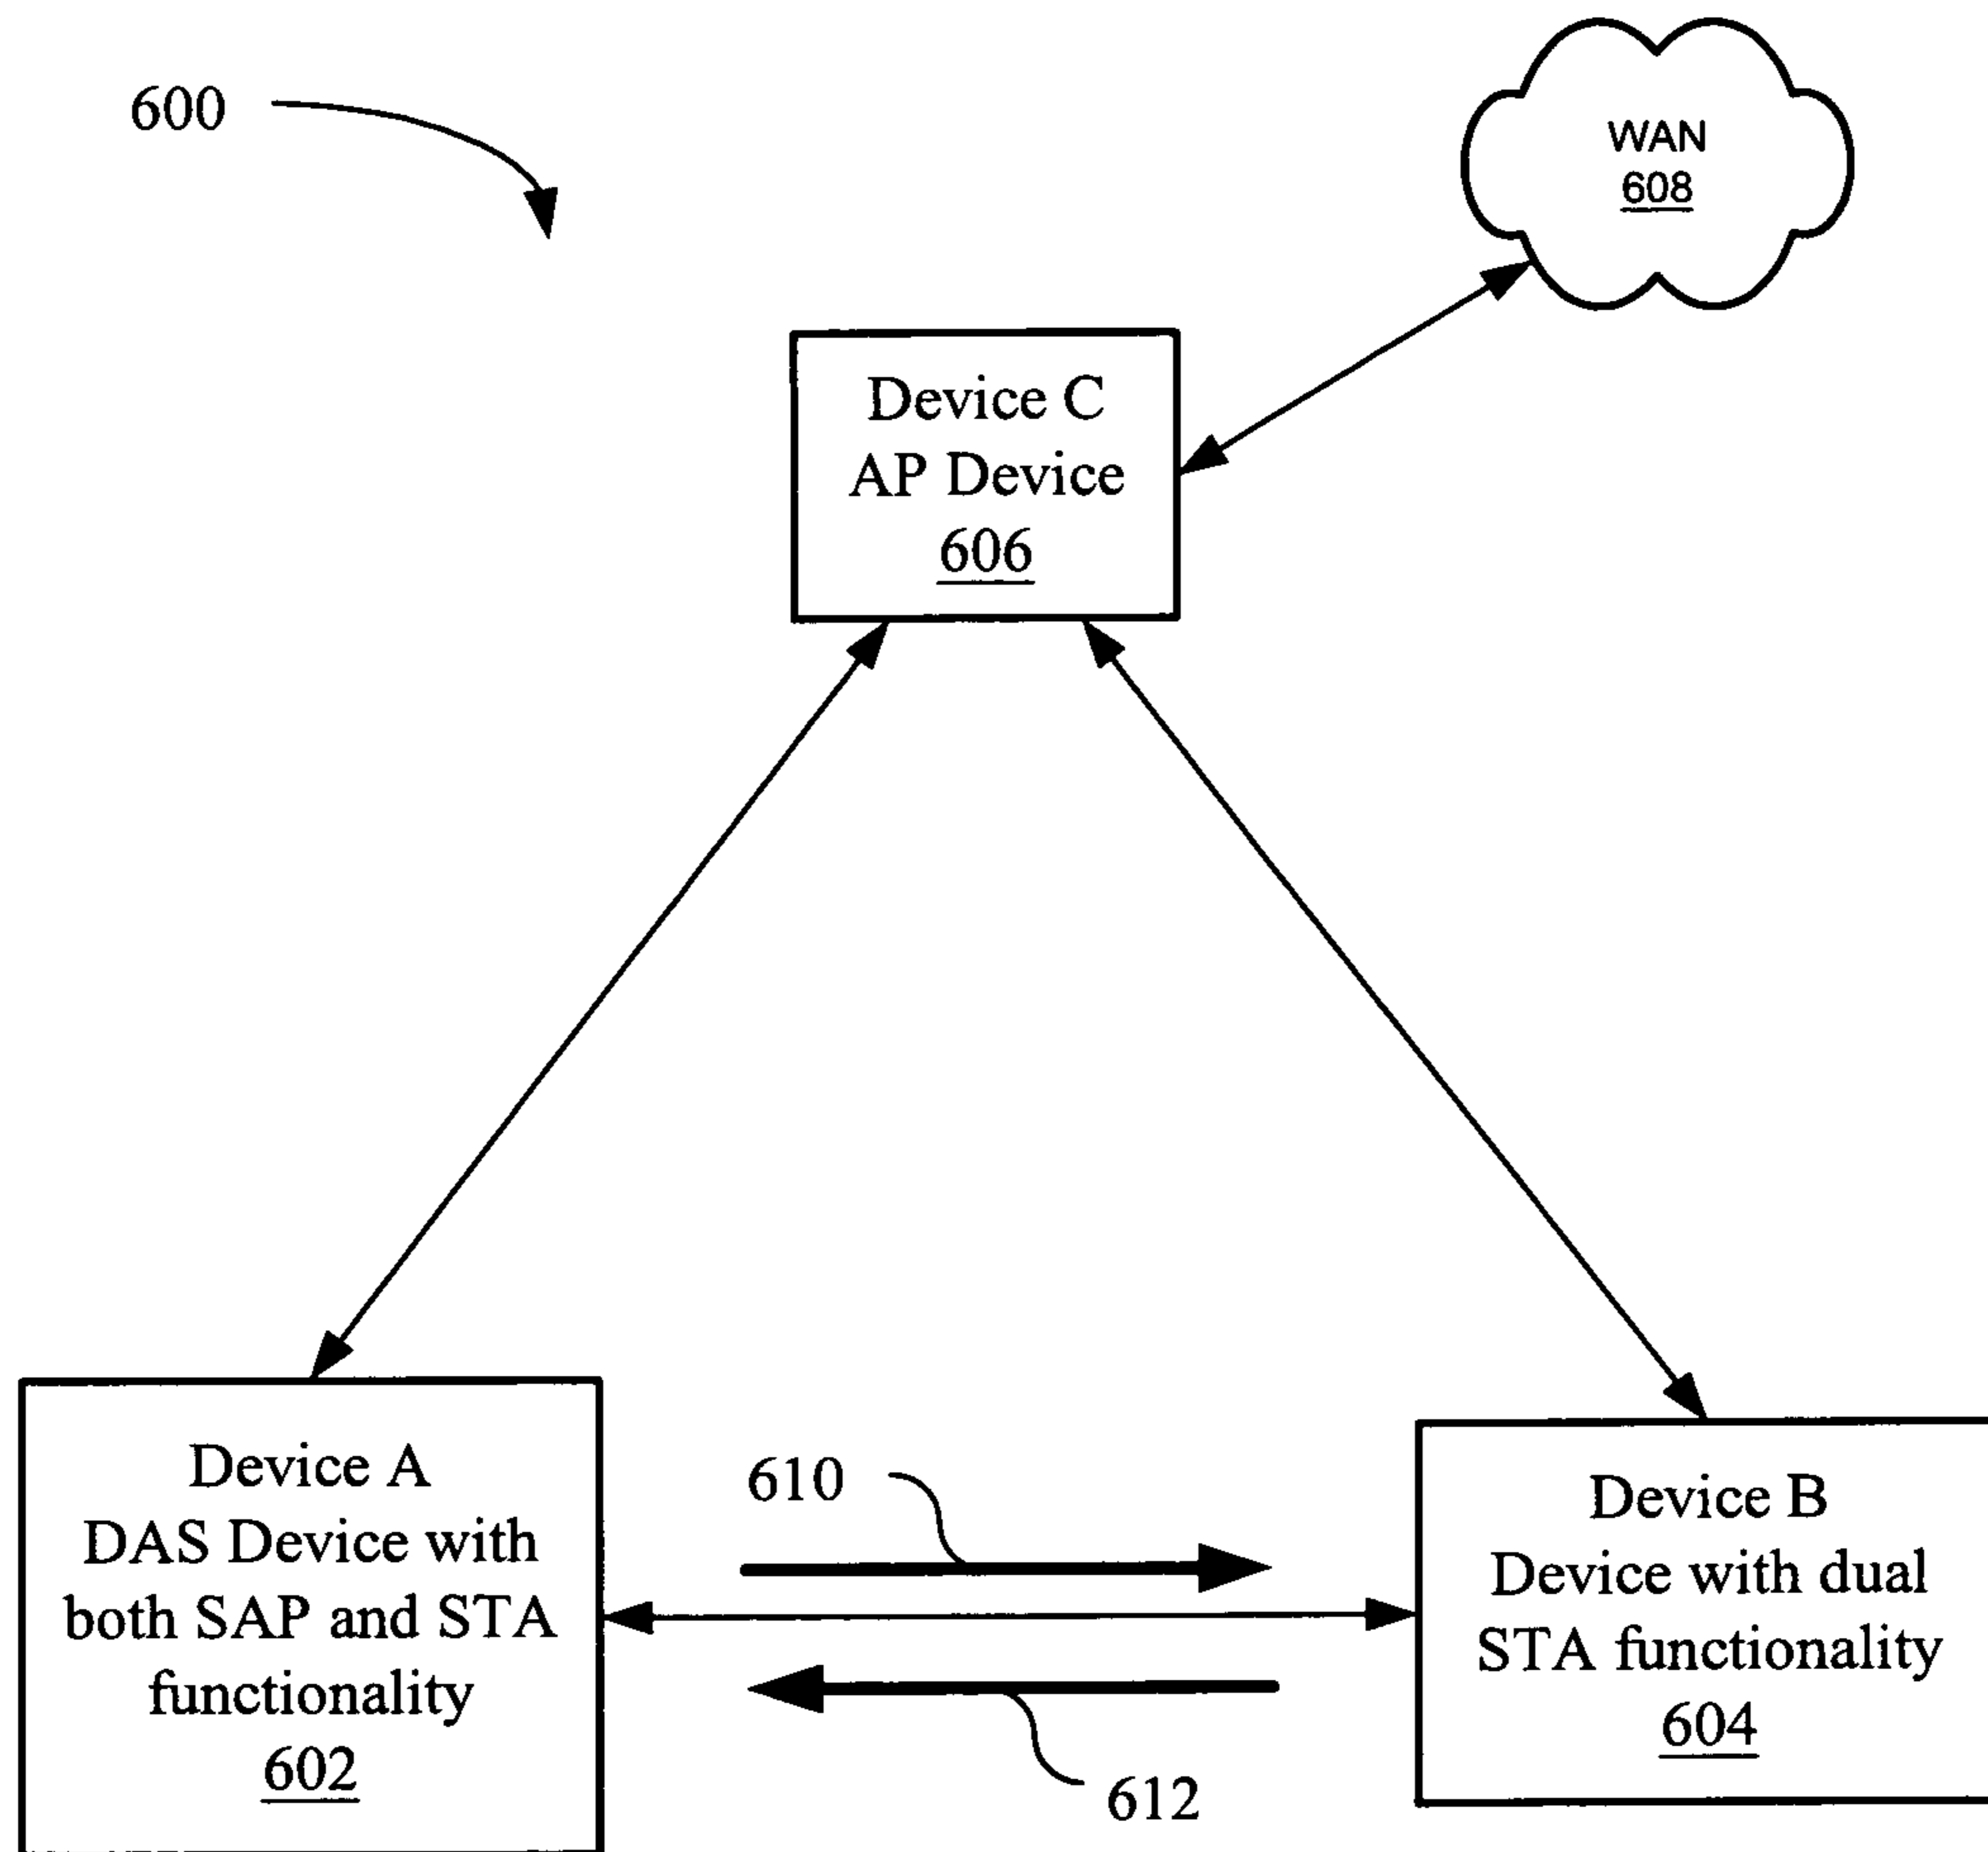 600
WAN
608
Device C
AP Device
606
Device A
DAS Device with
both SAP and STA
functionality
602
610
612
Device B
Device with dual
STA functionality
604